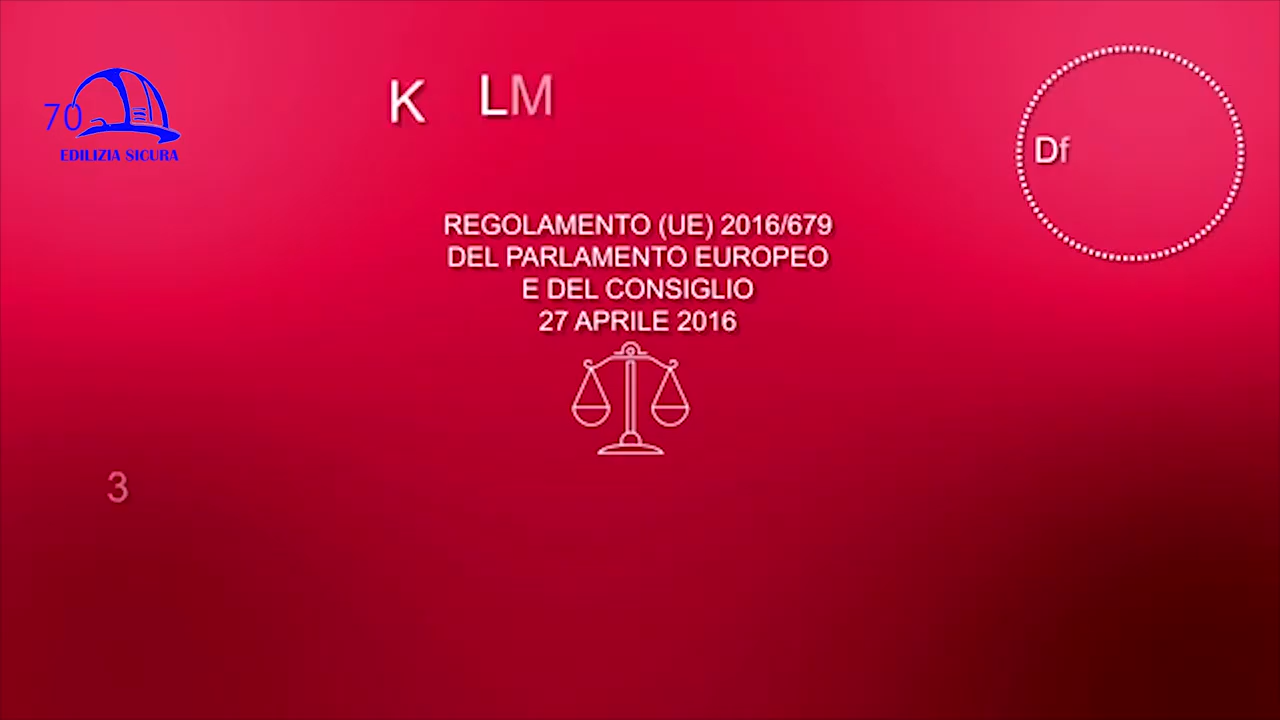 K LM
70
EDILIZIA SICURA
Df
REGOLAMENTO (UE) 2016/679
DEL PARLAMENTO EUROPEO
E DEL CONSIGLIO
27 APRILE 2016
3